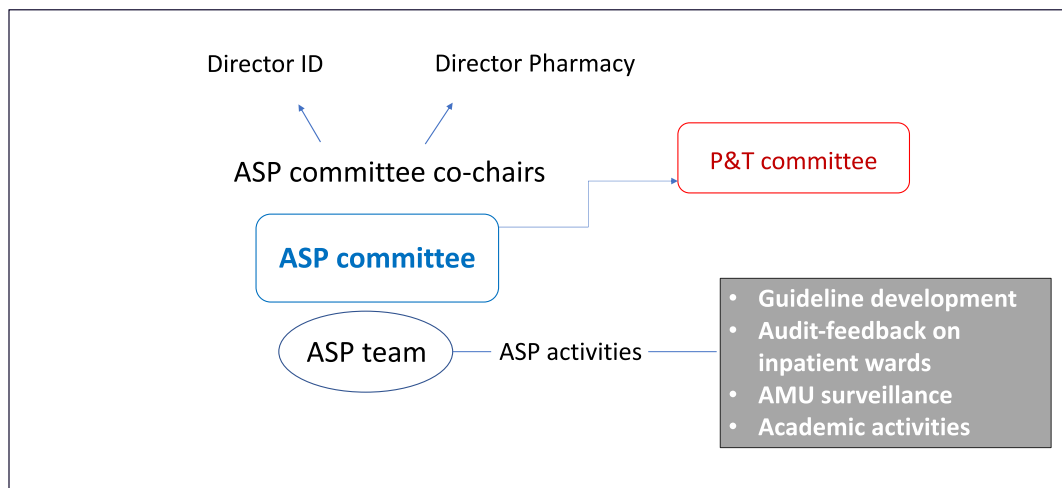 Director ID
Director Pharmacy
ASP committee co-chairs
P&T committee
ASP committee
ASP team
ASP activities
• Guideline development
• Audit-feedback on
inpatient wards
• AMU surveillance
• Academic activities